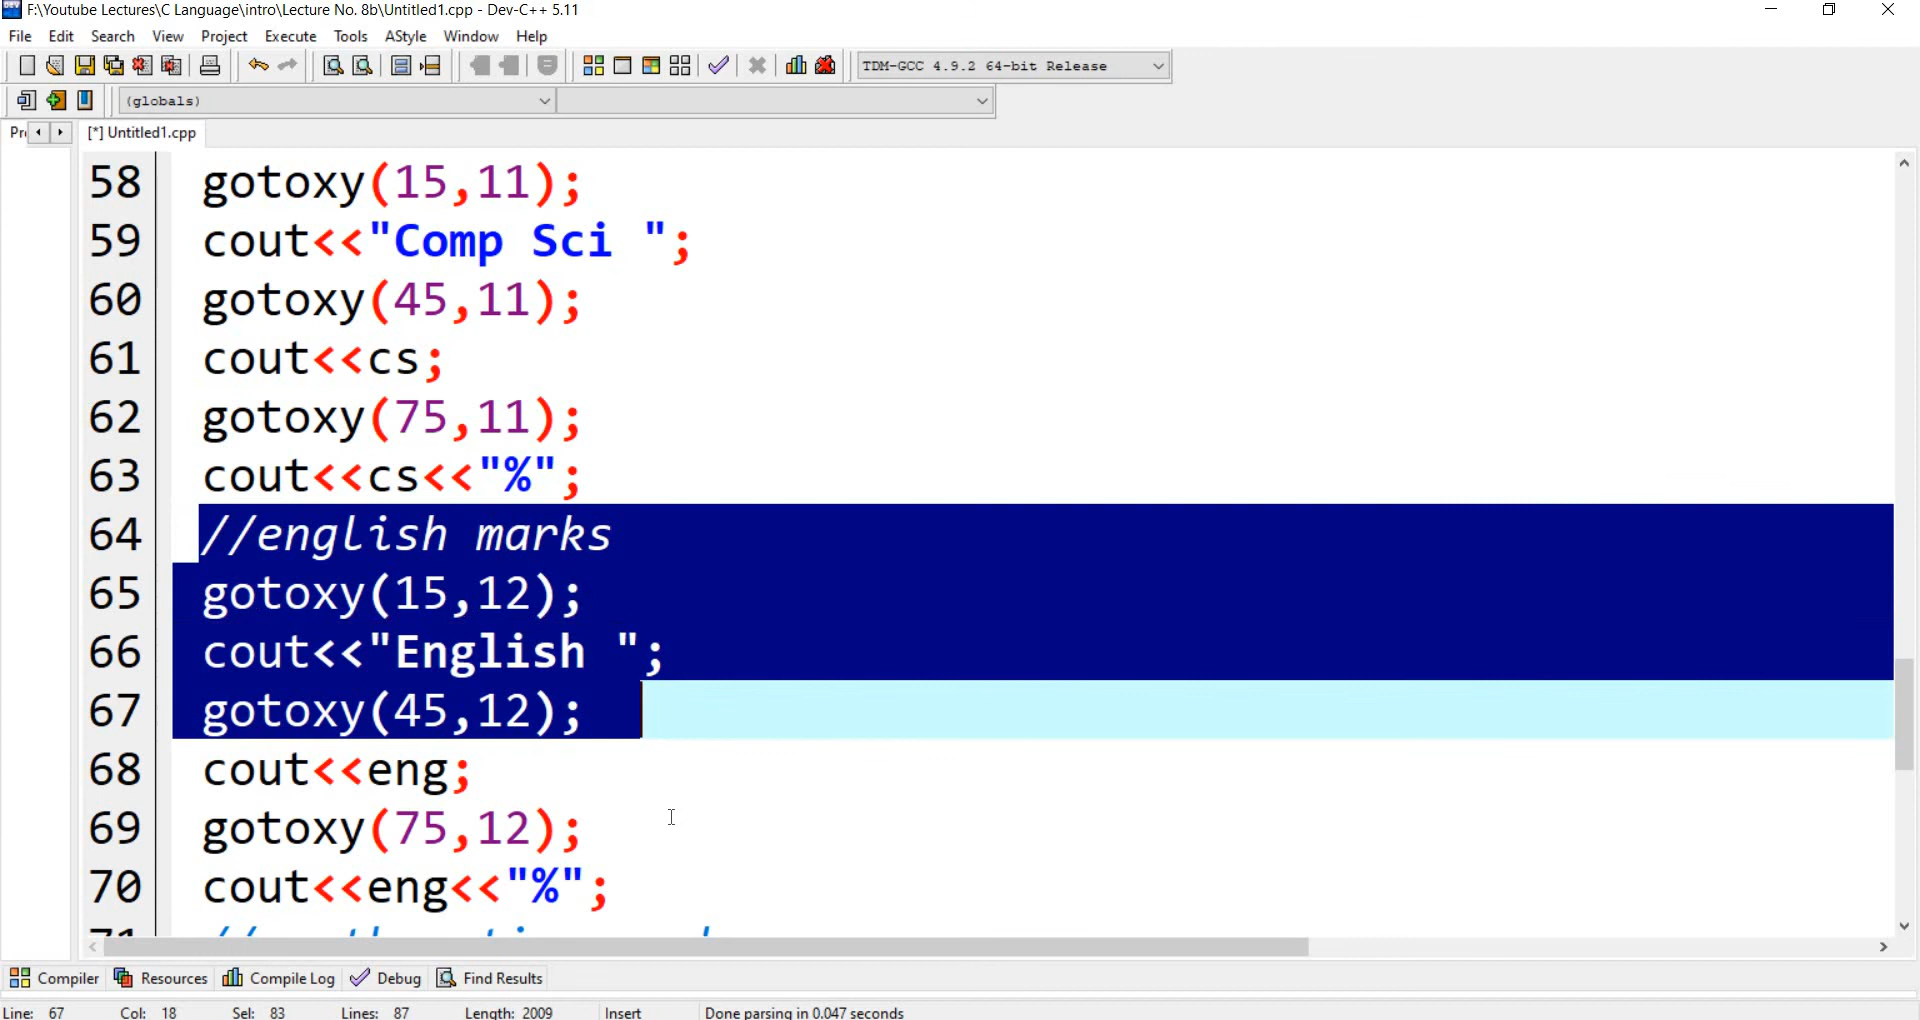 F:\Youtube Lectures\C Language\intro\Lecture No. 8b\Untitled1.cpp - Dev-C++ 5.11
File Edit Search View Project Execute Tools AStyle Window Help
TDM-GCC 4.9.2 64-bit Release
(globals)
[*] Untitled1.cpp
58 gotoxy(15,11);
59 cout<<"Comp Sci ";
60 gotoxy(45,11);
61 cout<<cs;
62 gotoxy(75,11);
63 cout<<cs<<"%";
64 //english marks
65 gotoxy(15,12);
66 cout<<"English ";
67 gotoxy(45,12);
68 cout<<eng;
69 gotoxy(75,12);
70 cout<<eng<<"%";
Compiler Resources Compile Log Debug Find Results
Line: 67 Col: 18 Sel: 83 Lines: 87 Length: 2009 Insert Done parsing in 0.047 seconds